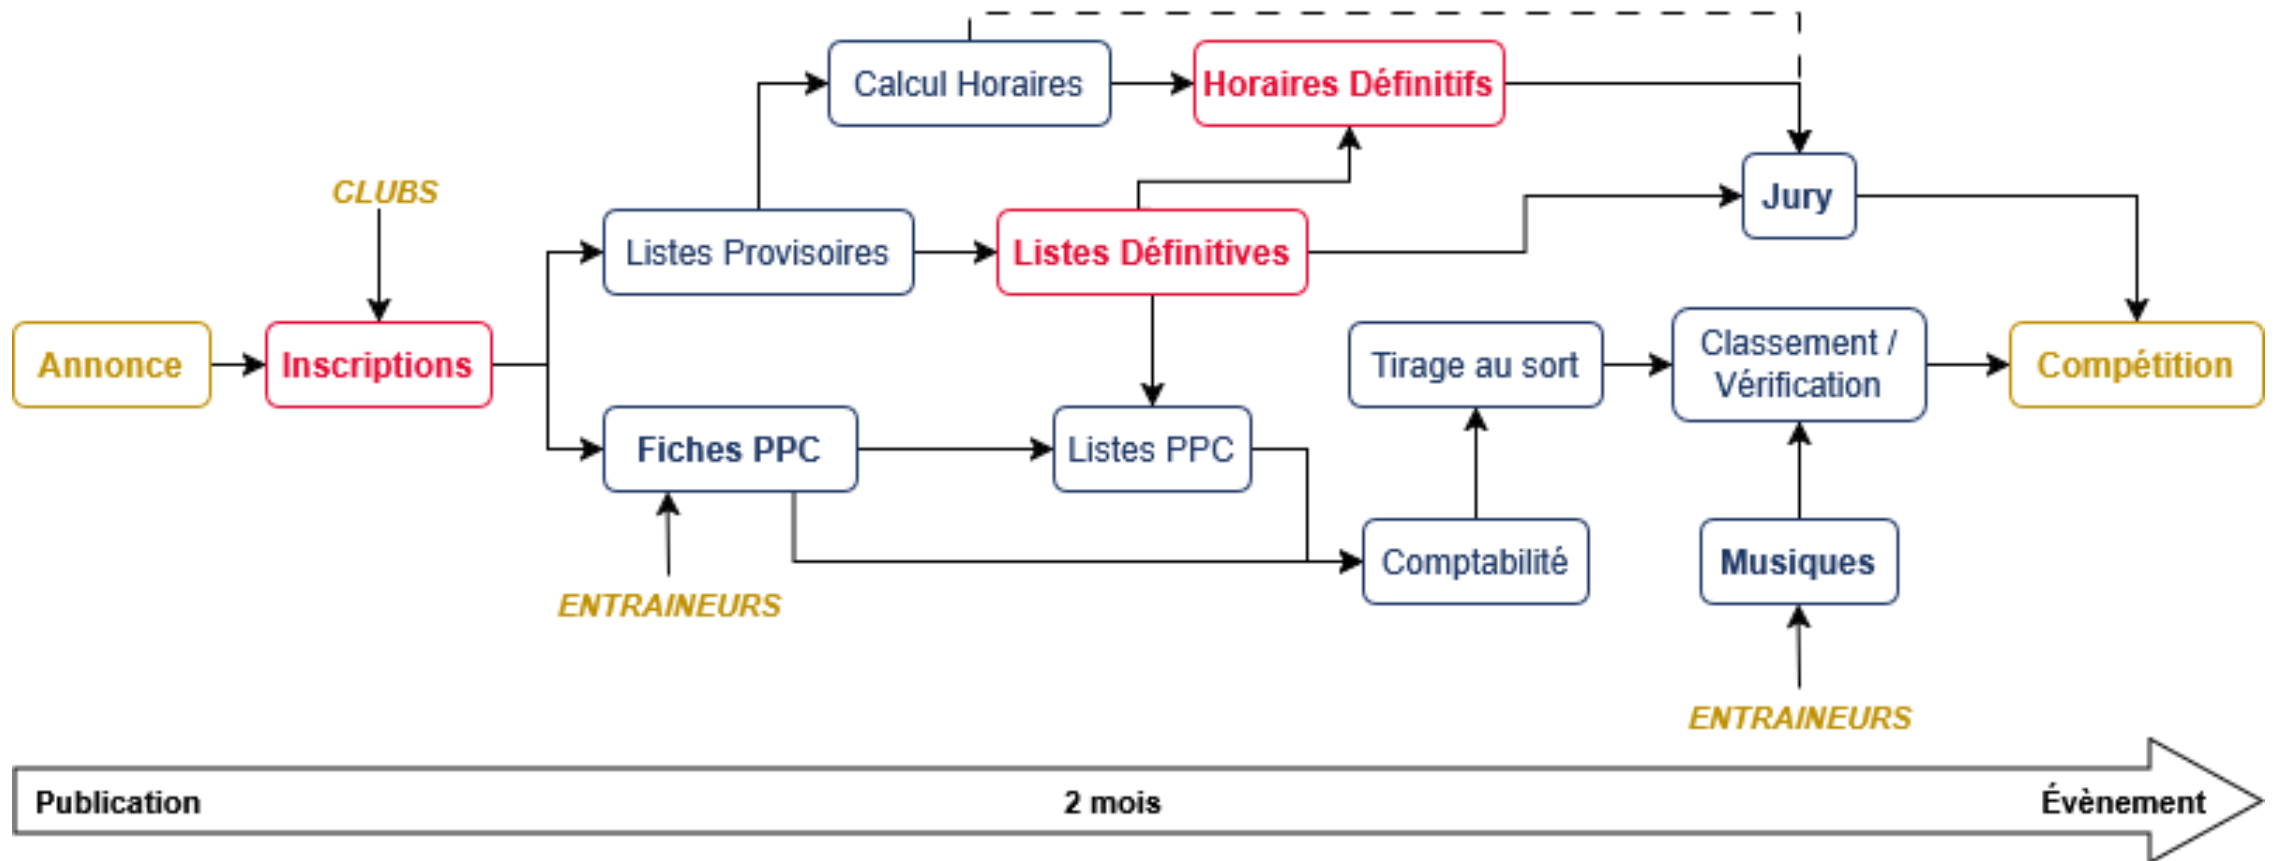 Calcul Horaires
Horaires Définitifs
CLUBS
Jury
Listes Provisoires
Listes Définitives
Annonce
Inscriptions
Tirage au sort
Classement /
Vérification
Compétition
Fiches PPC
Listes PPC
Comptabilité
Musiques
ENTRAINEURS
ENTRAINEURS
Publication
2 mois
Évènement